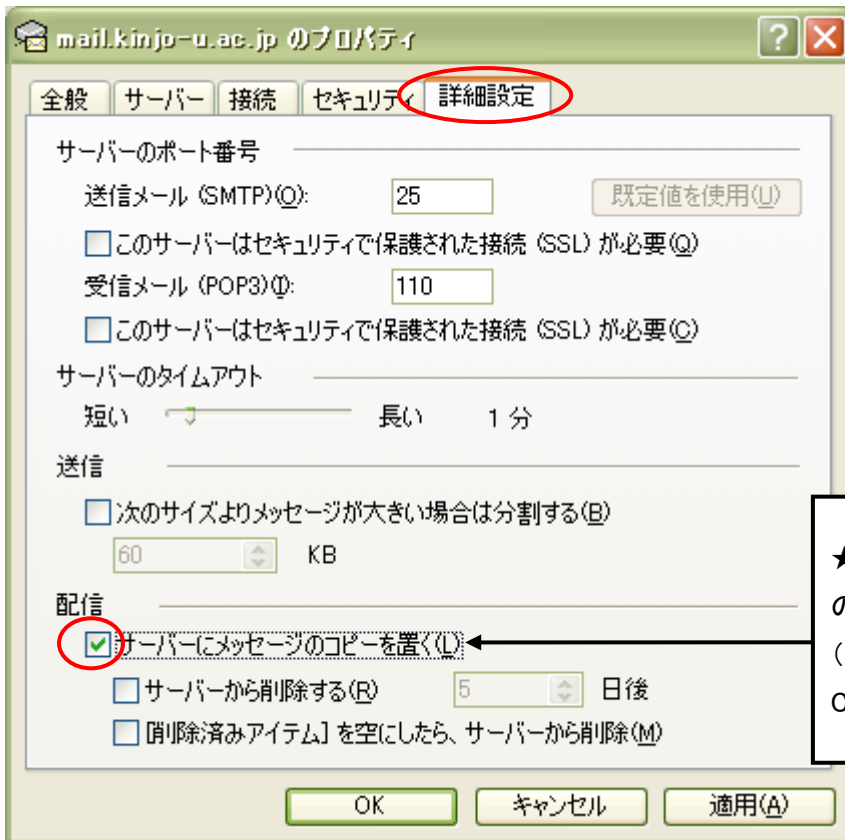 mail.kinjo-u.ac.jp のプロパティ
全般 サーバー 接続 セキュリティ 詳細設定
サーバーのポート番号
送信メール (SMTP)(O): 25 既定値を使用(U)
このサーバーはセキュリティで保護された接続 (SSL) が必要(Q)
受信メール (POP3)(I): 110
このサーバーはセキュリティで保護された接続 (SSL) が必要(C)
サーバーのタイムアウト
短い 長い 1 分
送信
次のサイズよりメッセージが大きい場合は分割する(B)
60 KB
配信
サーバーにメッセージのコピーを置く(L)
サーバーから削除する(R) 5 日後
[削除済みアイテム] を空にしたら、サーバーから削除(M)
★
の
(
OK キャンセル 適用(A)